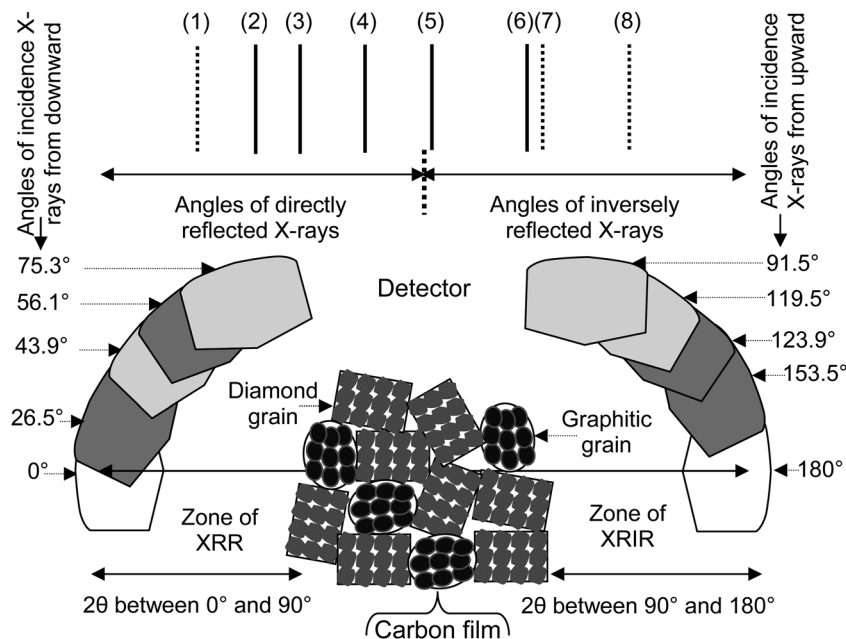 (1)
(2)
(3)
(4)
(5)
(6)
(7)
(8)
Angles of incidence X-
rays from downward
Angles of incidence
X-rays from upward
Angles of directly
reflected X-rays
Angles of inversely
reflected X-rays
75.3°
56.1°
43.9°
26.5°
0°
Detector
91.5°
119.5°
123.9°
153.5°
180°
Diamond
grain
Graphitic
grain
Zone of
XRR
Zone of
XRIR
2θ between 0° and 90°
2θ between 90° and 180°
Carbon film